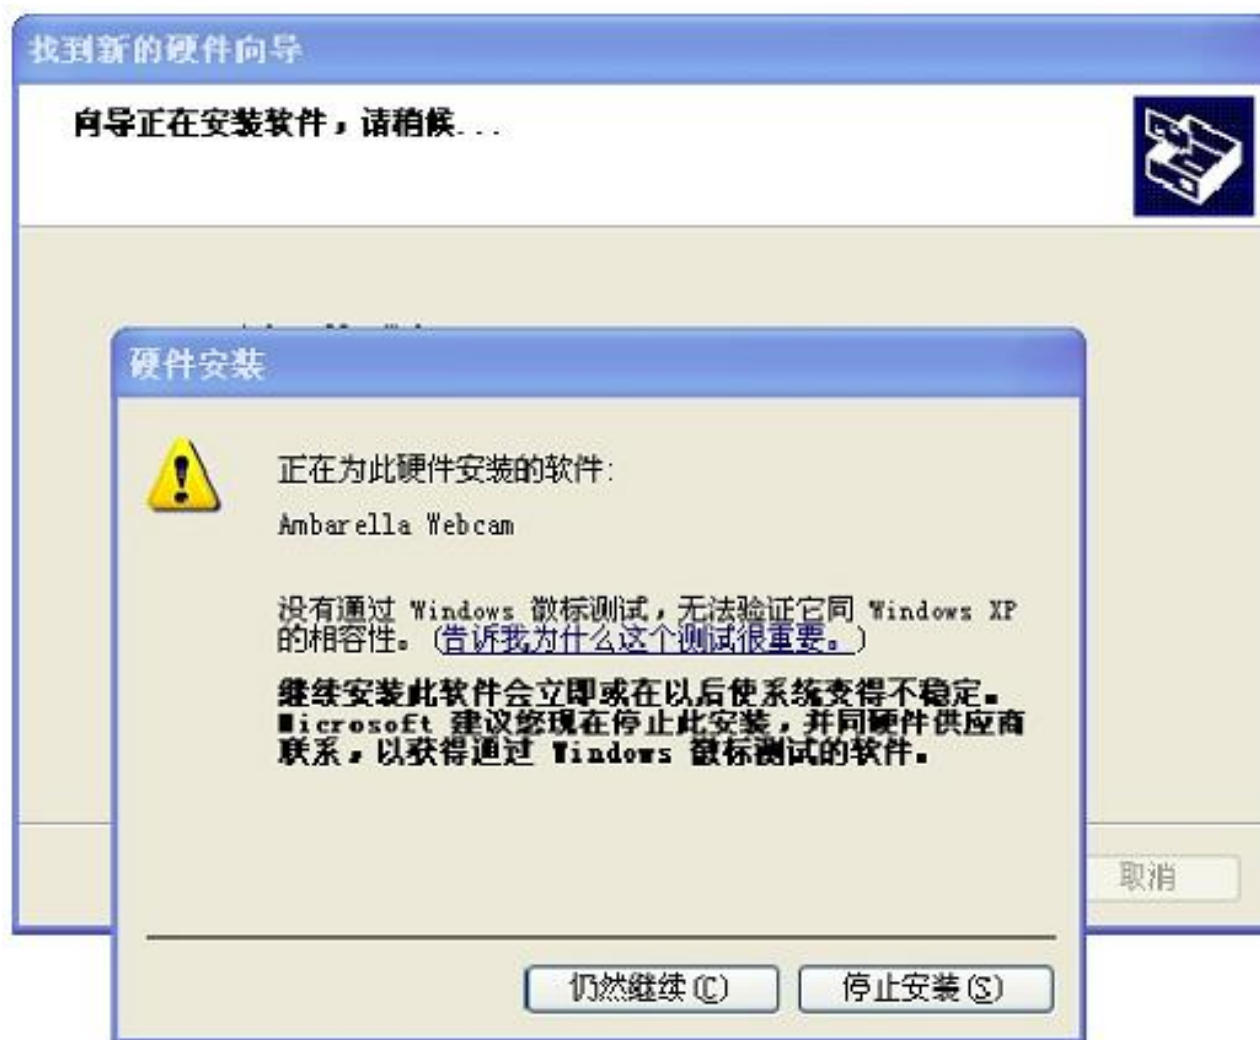 找到新的硬件向导
向导正在安装软件，请稍候...
硬件安装
正在为此硬件安装的软件:
Ambarella Webcam
没有通过 Windows 徽标测试，无法验证它同 Windows XP
的相容性。(告诉我为什么这个测试很重要。)
继续安装此软件会立即或在以后使系统变得不稳定。
Microsoft 建议您现在停止此安装，并同硬件供应商
联系，以获得通过 Windows 徽标测试的软件。
取消
仍然继续(C)
停止安装(S)